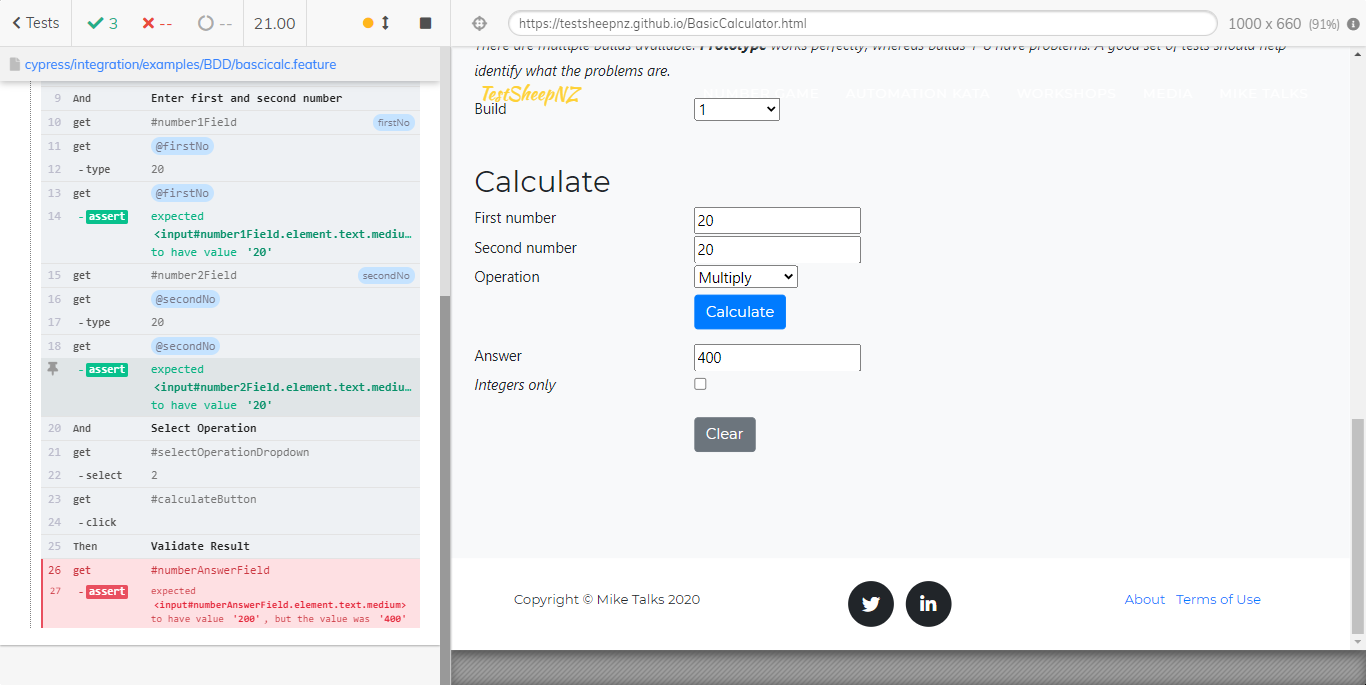 Tests 3 -- -- 21.00
https://testsheepnz.github.io/BasicCalculator.html 1000 x 660 (91%)
cypress/integration/examples/BDD/bascicalc.feature
9 And Enter first and second number
10 get #number1Field firstNo
11 get @firstNo
12 -type 20
13 get @firstNo
14 -assert expected
<input#number1Field.element.text.mediu…
to have value '20'
15 get #number2Field secondNo
16 get @secondNo
17 -type 20
18 get @secondNo
-assert expected
<input#number2Field.element.text.mediu…
to have value '20'
20 And Select Operation
21 get #selectOperationDropdown
22 -select 2
23 get #calculateButton
24 -click
25 Then Validate Result
26 get #numberAnswerField
27 -assert expected
<input#numberAnswerField.element.text.medium>
to have value '200', but the value was '400'
There are multiple builds available. Prototype works perfectly, whereas builds 1-8 have problems. A good set of tests should help
identify what the problems are.
TestSheepNZ NUMBER GAME AUTOMATION KATA WORKSHOPS MEDIA MIKE TALKS
Build 1
Calculate
First number 20
Second number 20
Operation Multiply
Calculate
Answer 400
Integers only
Clear
Copyright © Mike Talks 2020
in
About Terms of Use